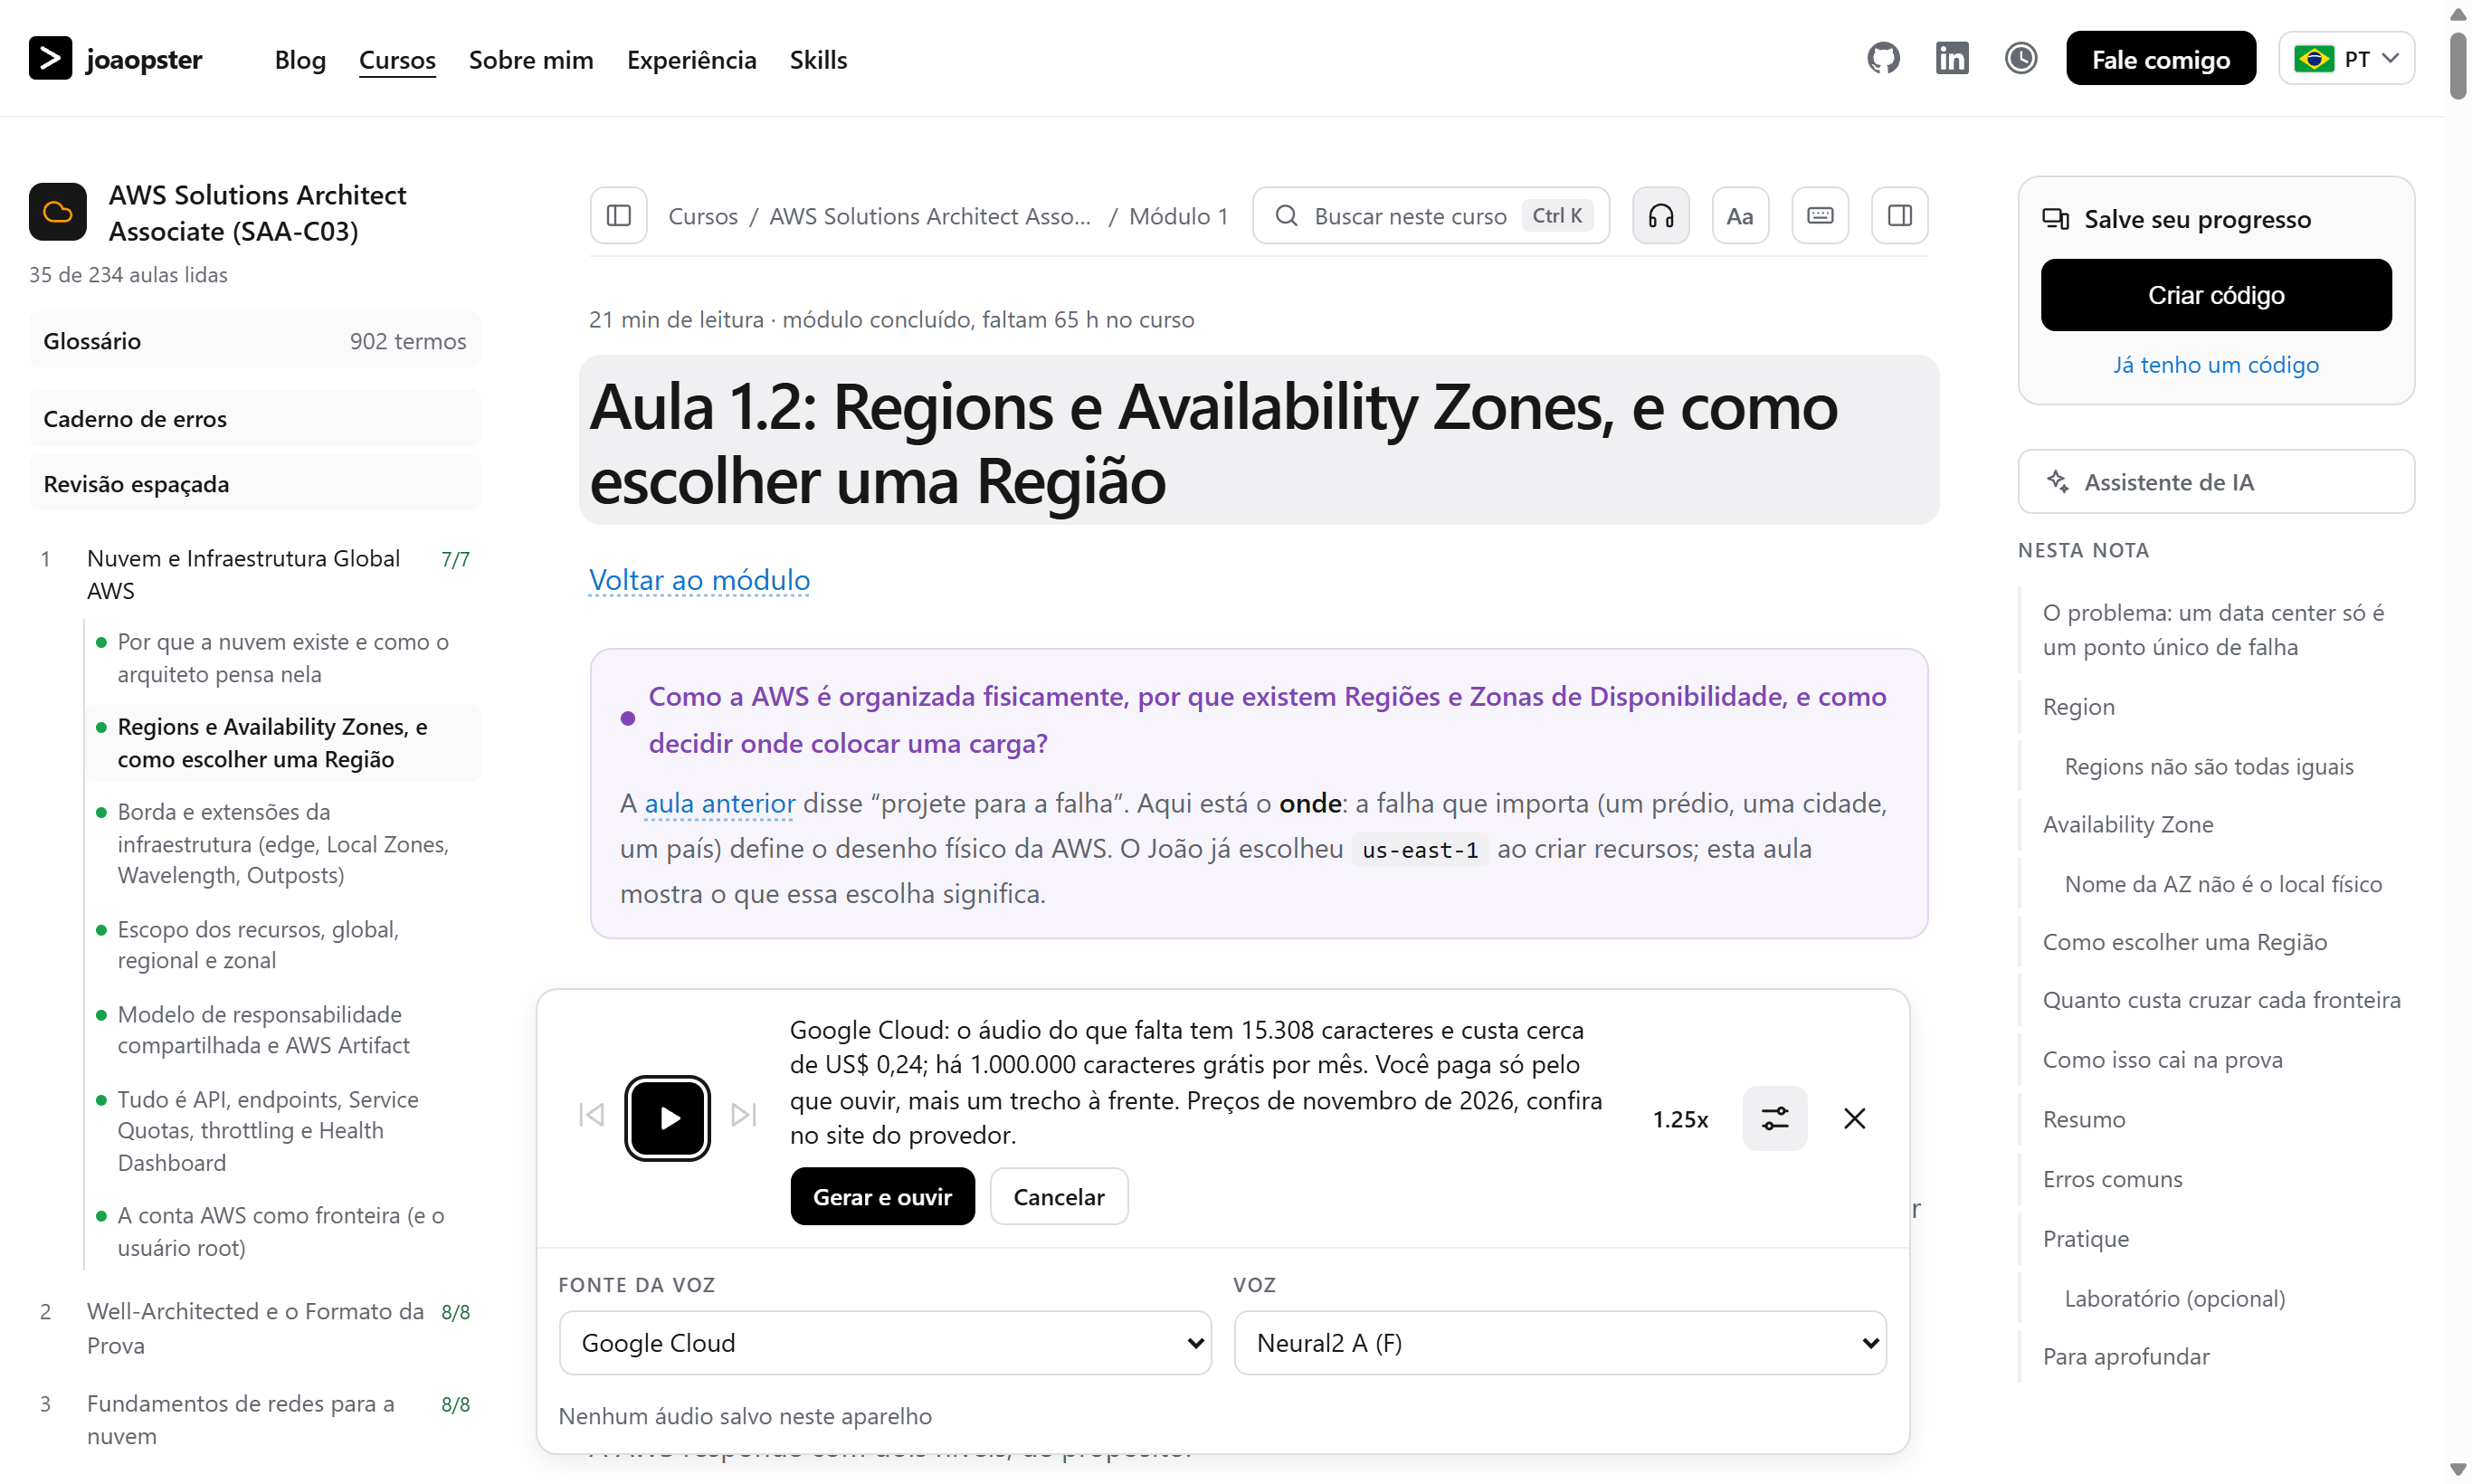 joaopster
Blog
Cursos
Sobre mim
Experiência
Skills
Fale comigo
PT
AWS Solutions Architect
Associate (SAA-C03)
35 de 234 aulas lidas
Glossário
902 termos
Caderno de erros
Revisão espaçada
1
Nuvem e Infraestrutura Global
AWS
7/7
Por que a nuvem existe e como o
arquiteto pensa nela
Regions e Availability Zones, e
como escolher uma Região
Borda e extensões da
infraestrutura (edge, Local Zones,
Wavelength, Outposts)
Escopo dos recursos, global,
regional e zonal
Modelo de responsabilidade
compartilhada e AWS Artifact
Tudo é API, endpoints, Service
Quotas, throttling e Health
Dashboard
A conta AWS como fronteira (e o
usuário root)
2
Well-Architected e o Formato da
Prova
8/8
3
Fundamentos de redes para a
nuvem
8/8
Cursos / AWS Solutions Architect Asso... / Módulo 1
Buscar neste curso
Ctrl K
Aa
21 min de leitura · módulo concluído, faltam 65 h no curso
Aula 1.2: Regions e Availability Zones, e como
escolher uma Região
Voltar ao módulo
Como a AWS é organizada fisicamente, por que existem Regiões e Zonas de Disponibilidade, e como
decidir onde colocar uma carga?
A aula anterior disse “projete para a falha”. Aqui está o onde: a falha que importa (um prédio, uma cidade,
um país) define o desenho físico da AWS. O João já escolheu us-east-1 ao criar recursos; esta aula
mostra o que essa escolha significa.
Google Cloud: o áudio do que falta tem 15.308 caracteres e custa cerca
de US$ 0,24; há 1.000.000 caracteres grátis por mês. Você paga só pelo
que ouvir, mais um trecho à frente. Preços de novembro de 2026, confira
no site do provedor.
Gerar e ouvir
Cancelar
1.25x
r
FONTE DA VOZ
Google Cloud
VOZ
Neural2 A (F)
Nenhum áudio salvo neste aparelho
Salve seu progresso
Criar código
Já tenho um código
Assistente de IA
NESTA NOTA
O problema: um data center só é
um ponto único de falha
Region
Regions não são todas iguais
Availability Zone
Nome da AZ não é o local físico
Como escolher uma Região
Quanto custa cruzar cada fronteira
Como isso cai na prova
Resumo
Erros comuns
Pratique
Laboratório (opcional)
Para aprofundar